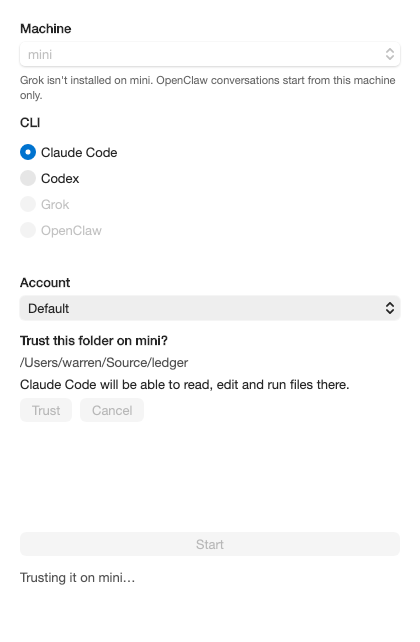 Machine
mini
Grok isn't installed on mini. OpenClaw conversations start from this machine
only.
CLI
Claude Code
Codex
Grok
OpenClaw
Account
Default
Trust this folder on mini?
/Users/warren/Source/ledger
Claude Code will be able to read, edit and run files there.
Trust Cancel
Start
Trusting it on mini…